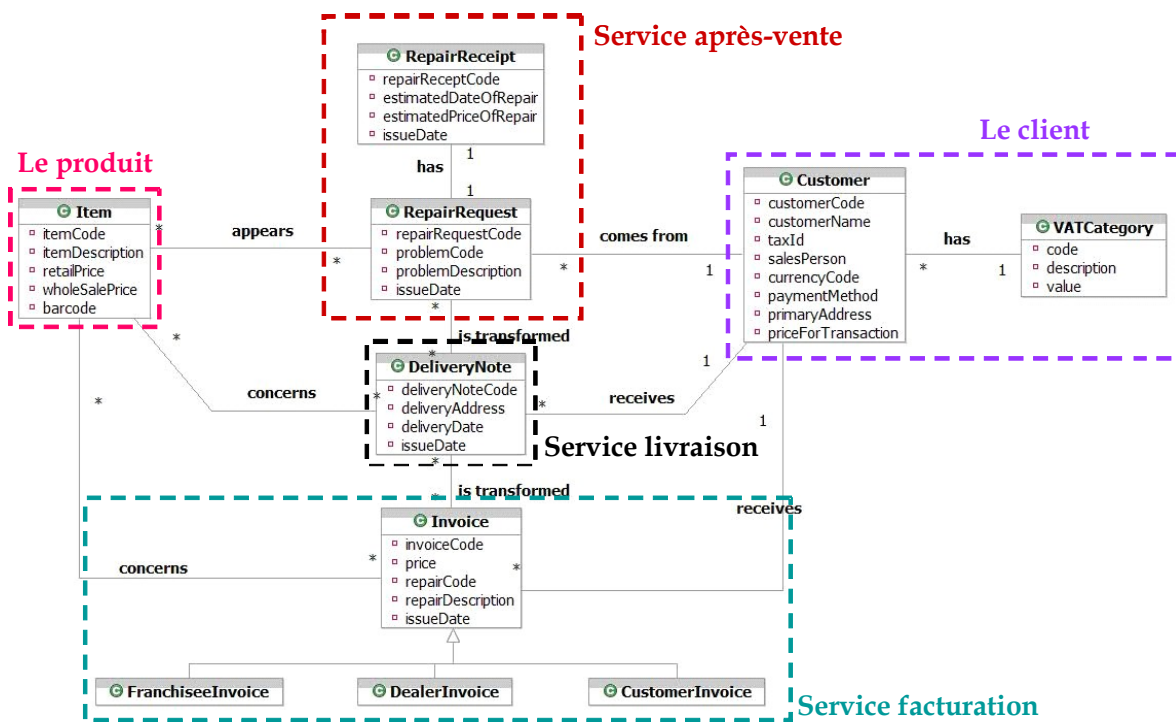 Service après-vente
RepairReceipt
repairReceptCode
estimatedDateOfRepair
estimatedPriceOfRepair
issueDate
1
has
1
Le produit
Le client
Item
itemCode
itemDescription
retailPrice
wholeSalePrice
barcode
*
appears
*
RepairRequest
repairRequestCode
problemCode
problemDescription
issueDate
*
comes from
1
Customer
customerCode
customerName
taxId
salesPerson
currencyCode
paymentMethod
primaryAddress
priceForTransaction
has
*
1
VATCategory
code
description
value
*
is transformed
*
*
concerns
*
DeliveryNote
deliveryNoteCode
deliveryAddress
deliveryDate
issueDate
*
receives
1
Service livraison
*
is transformed
*
*
concerns
*
Invoice
invoiceCode
price
repairCode
repairDescription
issueDate
*
receives
1
FranchiseeInvoice
DealerInvoice
CustomerInvoice
Service facturation